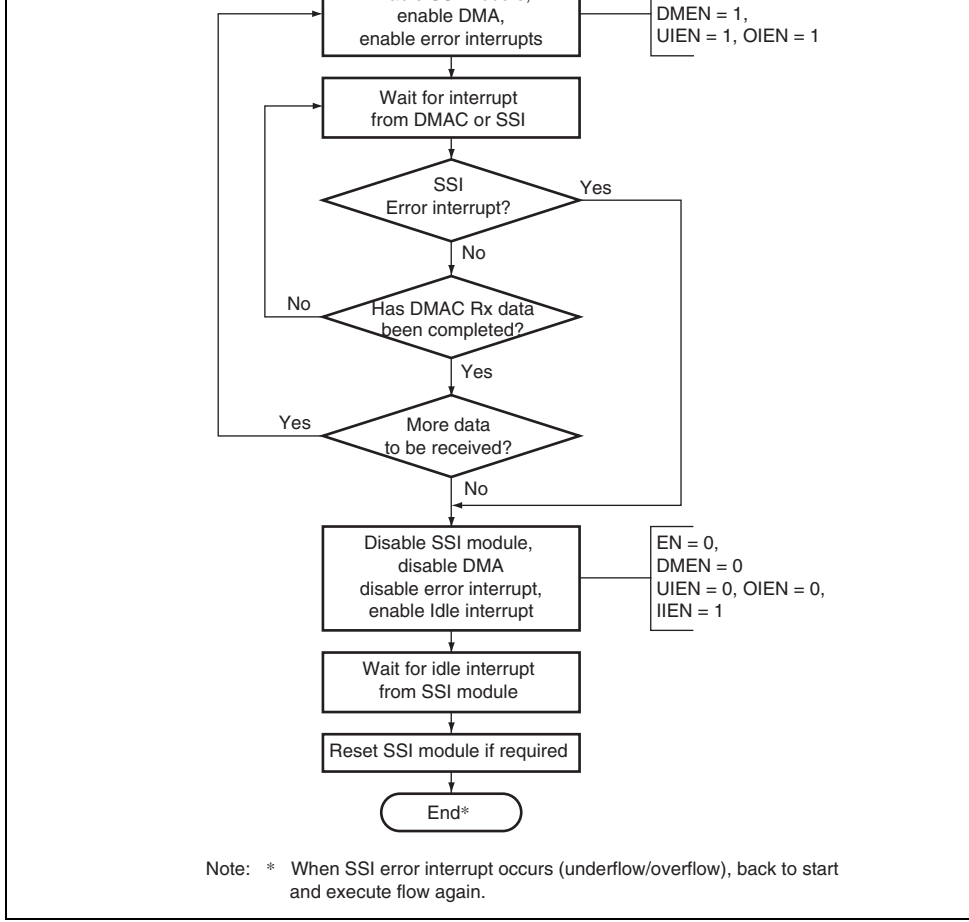 enable DMA,
enable error interrupts
DMEN = 1,
UIEN = 1, OIEN = 1
Wait for interrupt
from DMAC or SSI
SSI
Error interrupt?
Yes
No
Has DMAC Rx data
been completed?
No
Yes
More data
to be received?
Yes
No
Disable SSI module,
disable DMA
disable error interrupt,
enable Idle interrupt
EN = 0,
DMEN = 0
UIEN = 0, OIEN = 0,
IIEN = 1
Wait for idle interrupt
from SSI module
Reset SSI module if required
End*
Note: * When SSI error interrupt occurs (underflow/overflow), back to start
and execute flow again.